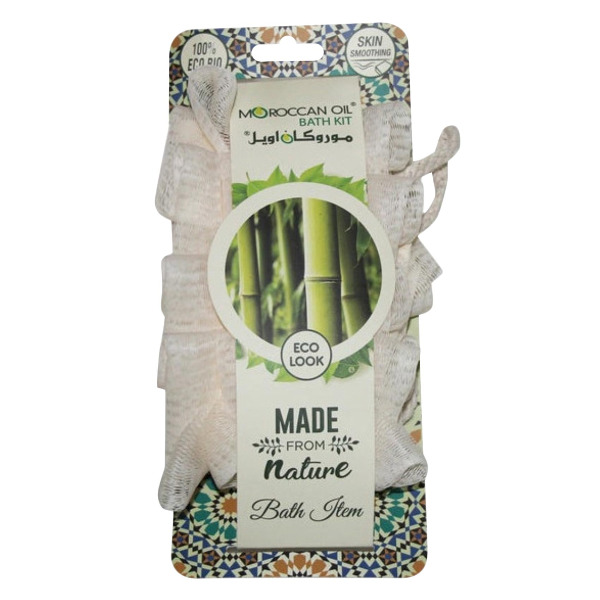 100%
ECO BIO
SKIN
SMOOTHING
MOROCCAN OIL®
BATH KIT
موروكان اويل®
ECO
LOOK
MADE
FROM
Nature
Bath Item